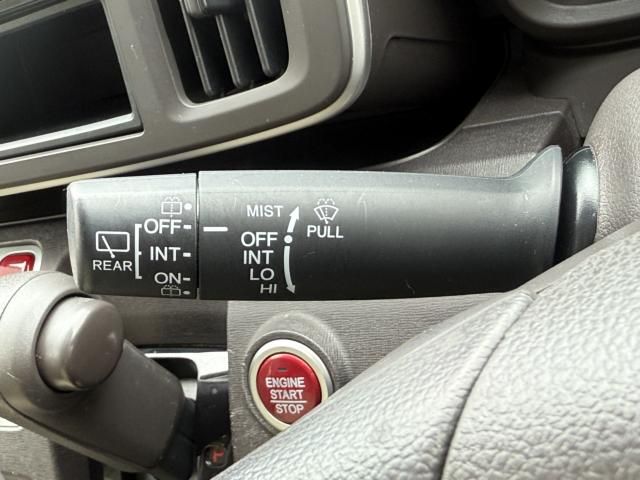 OFF
INT
ON
REAR
MIST
OFF
INT
LO
HI
PULL
ENGINE
START
STOP